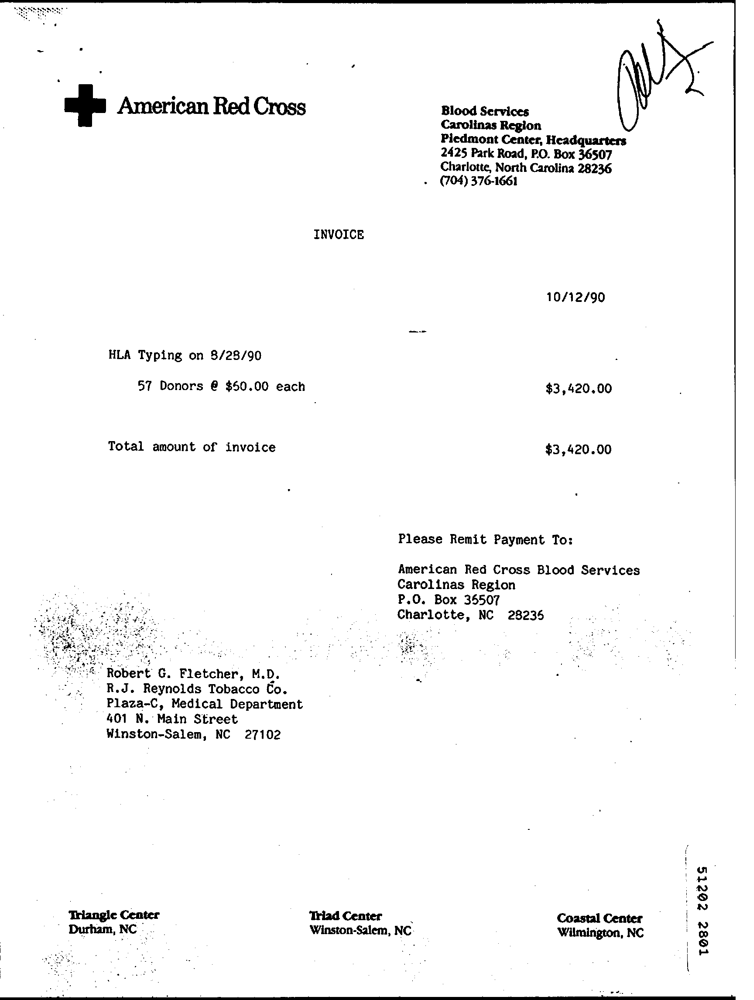 American Red Cross
Blood Services
Carolinas Region
Piedmont Center, Headquarters
2425 Park Road, P.O. Box 36507
Charlotte, North Carolina 28236
(704) 376-1661
INVOICE
10/12/90
HLA Typing on 8/28/90
57 Donors @ $60.00 each $3,420.00
Total amount of invoice $3,420.00
Please Remit Payment To:
American Red Cross Blood Services
Carolinas Region
P.O. Box 36507
Charlotte, NC 28236
Robert G. Fletcher, M.D.
R.J. Reynolds Tobacco Co.
Plaza-C, Medical Department
401 N. Main Street
Winston-Salem, NC 27102
51202 2801
Triangle Center
Durham, NC
Triad Center
Winston-Salem, NC
Coastal Center
Wilmington, NC